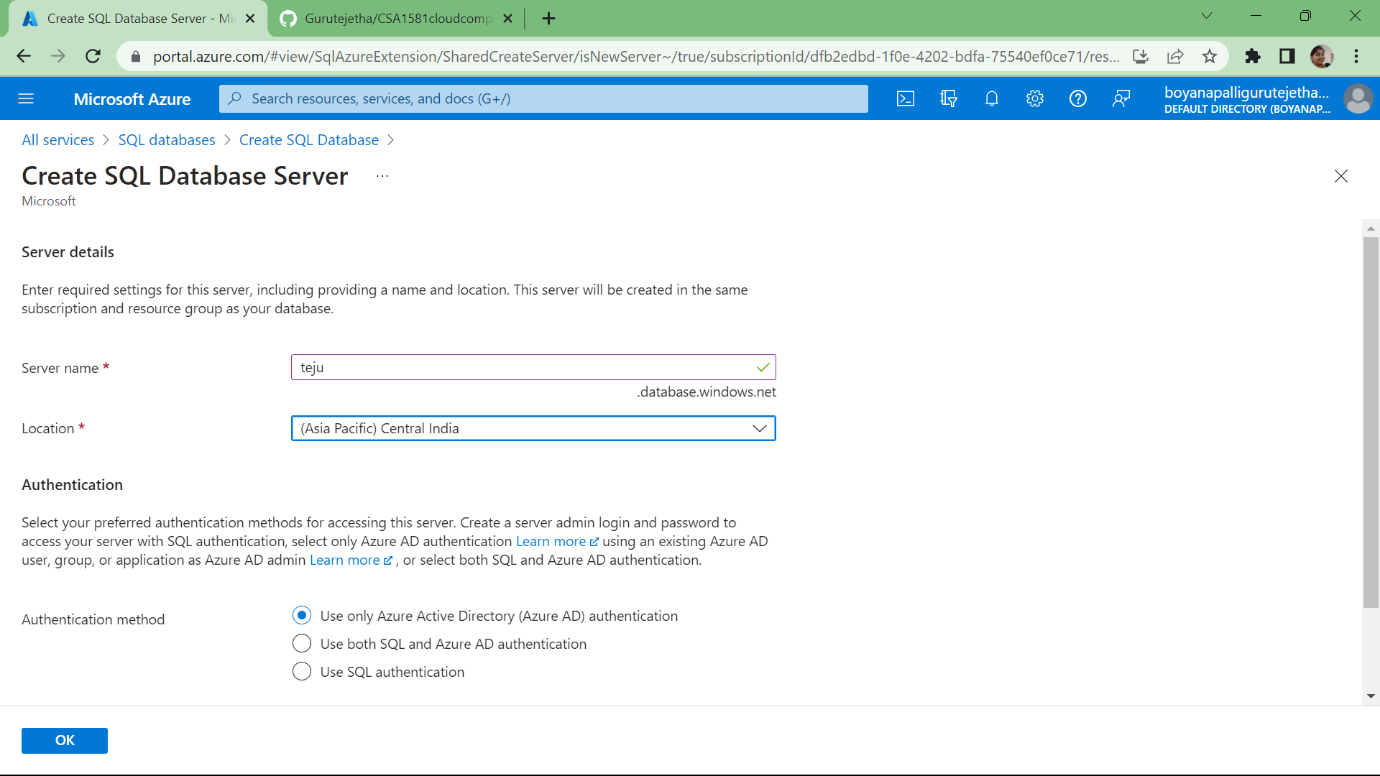 Create SQL Database Server - Mi
Gurutejetha/CSA1581cloudcomp
portal.azure.com/#view/SqlAzureExtension/SharedCreateServer/isNewServer~/true/subscriptionId/dfb2edbd-1f0e-4202-bdfa-75540ef0ce71/res...
Microsoft Azure
Search resources, services, and docs (G+/)
boyanapalligurutejetha...
DEFAULT DIRECTORY (BOYANAP...
All services > SQL databases > Create SQL Database >
Create SQL Database Server ...
Microsoft
Server details
Enter required settings for this server, including providing a name and location. This server will be created in the same
subscription and resource group as your database.
Server name * teju
.database.windows.net
Location * (Asia Pacific) Central India
Authentication
Select your preferred authentication methods for accessing this server. Create a server admin login and password to
access your server with SQL authentication, select only Azure AD authentication Learn more using an existing Azure AD
user, group, or application as Azure AD admin Learn more , or select both SQL and Azure AD authentication.
Authentication method
Use only Azure Active Directory (Azure AD) authentication
Use both SQL and Azure AD authentication
Use SQL authentication
OK